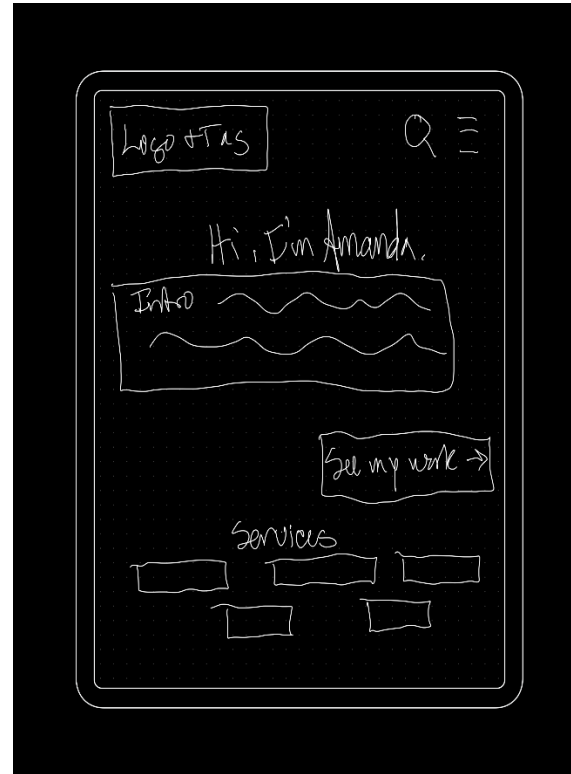 Logo + Tag
Hi, I'm Amanda.
Intro
See my work →
Services